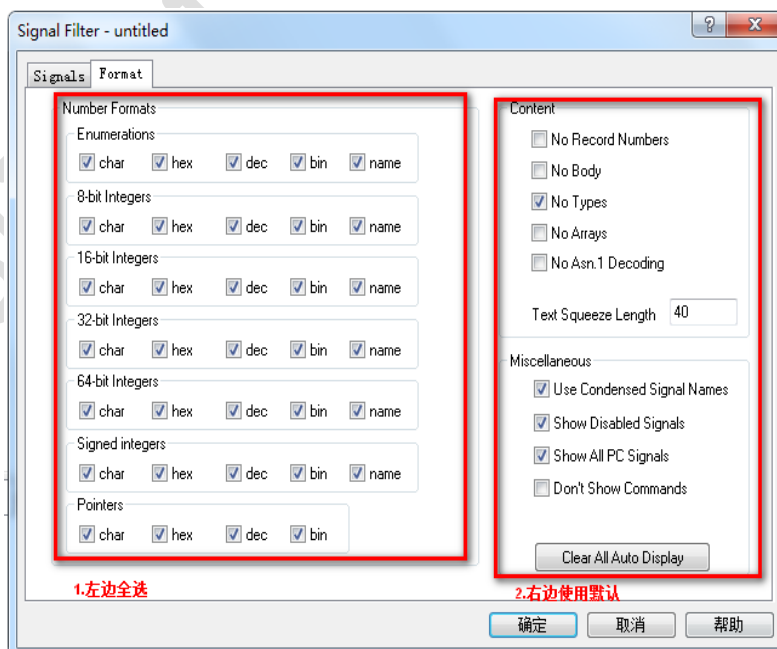 Signal Filter - untitled
Signals Format
Number Formats
Enumerations
char hex dec bin name
8-bit Integers
char hex dec bin name
16-bit Integers
char hex dec bin name
32-bit Integers
char hex dec bin name
64-bit Integers
char hex dec bin name
Signed integers
char hex dec bin name
Pointers
char hex dec bin
1.左边全选
Content
No Record Numbers
No Body
No Types
No Arrays
No Asn.1 Decoding
Text Squeeze Length 40
Miscellaneous
Use Condensed Signal Names
Show Disabled Signals
Show All PC Signals
Don't Show Commands
Clear All Auto Display
2.右边使用默认
确定 取消 帮助